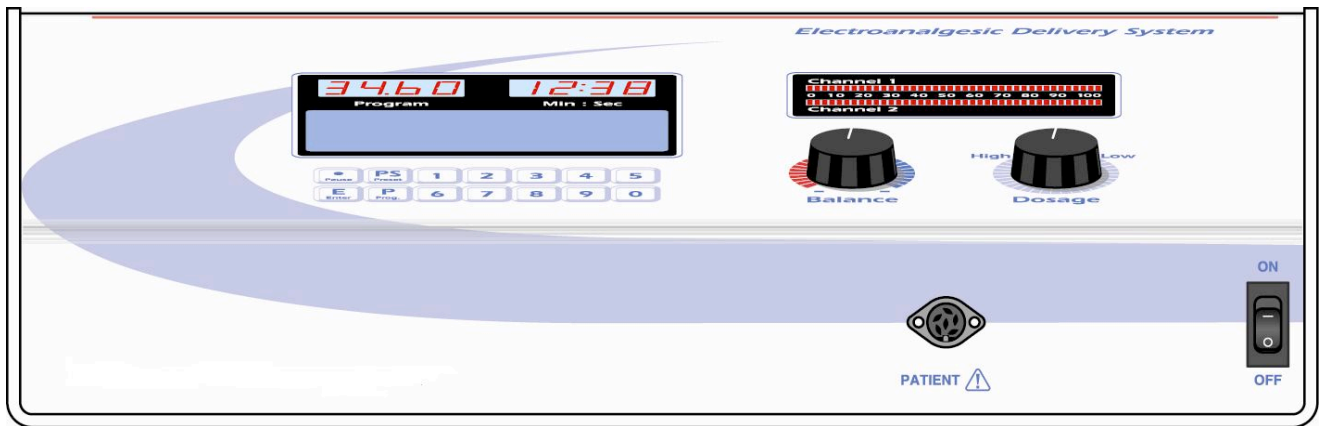 Electroanalgesic Delivery System
34.60 12:38
Program Min : Sec
Channel 1
0 10 20 30 40 50 60 70 80 90 100
Channel 2
High Low
Balance Dosage
Pause PS Preset 1 2 3 4 5
E Enter P Prog. 6 7 8 9 0
ON
OFF
PATIENT